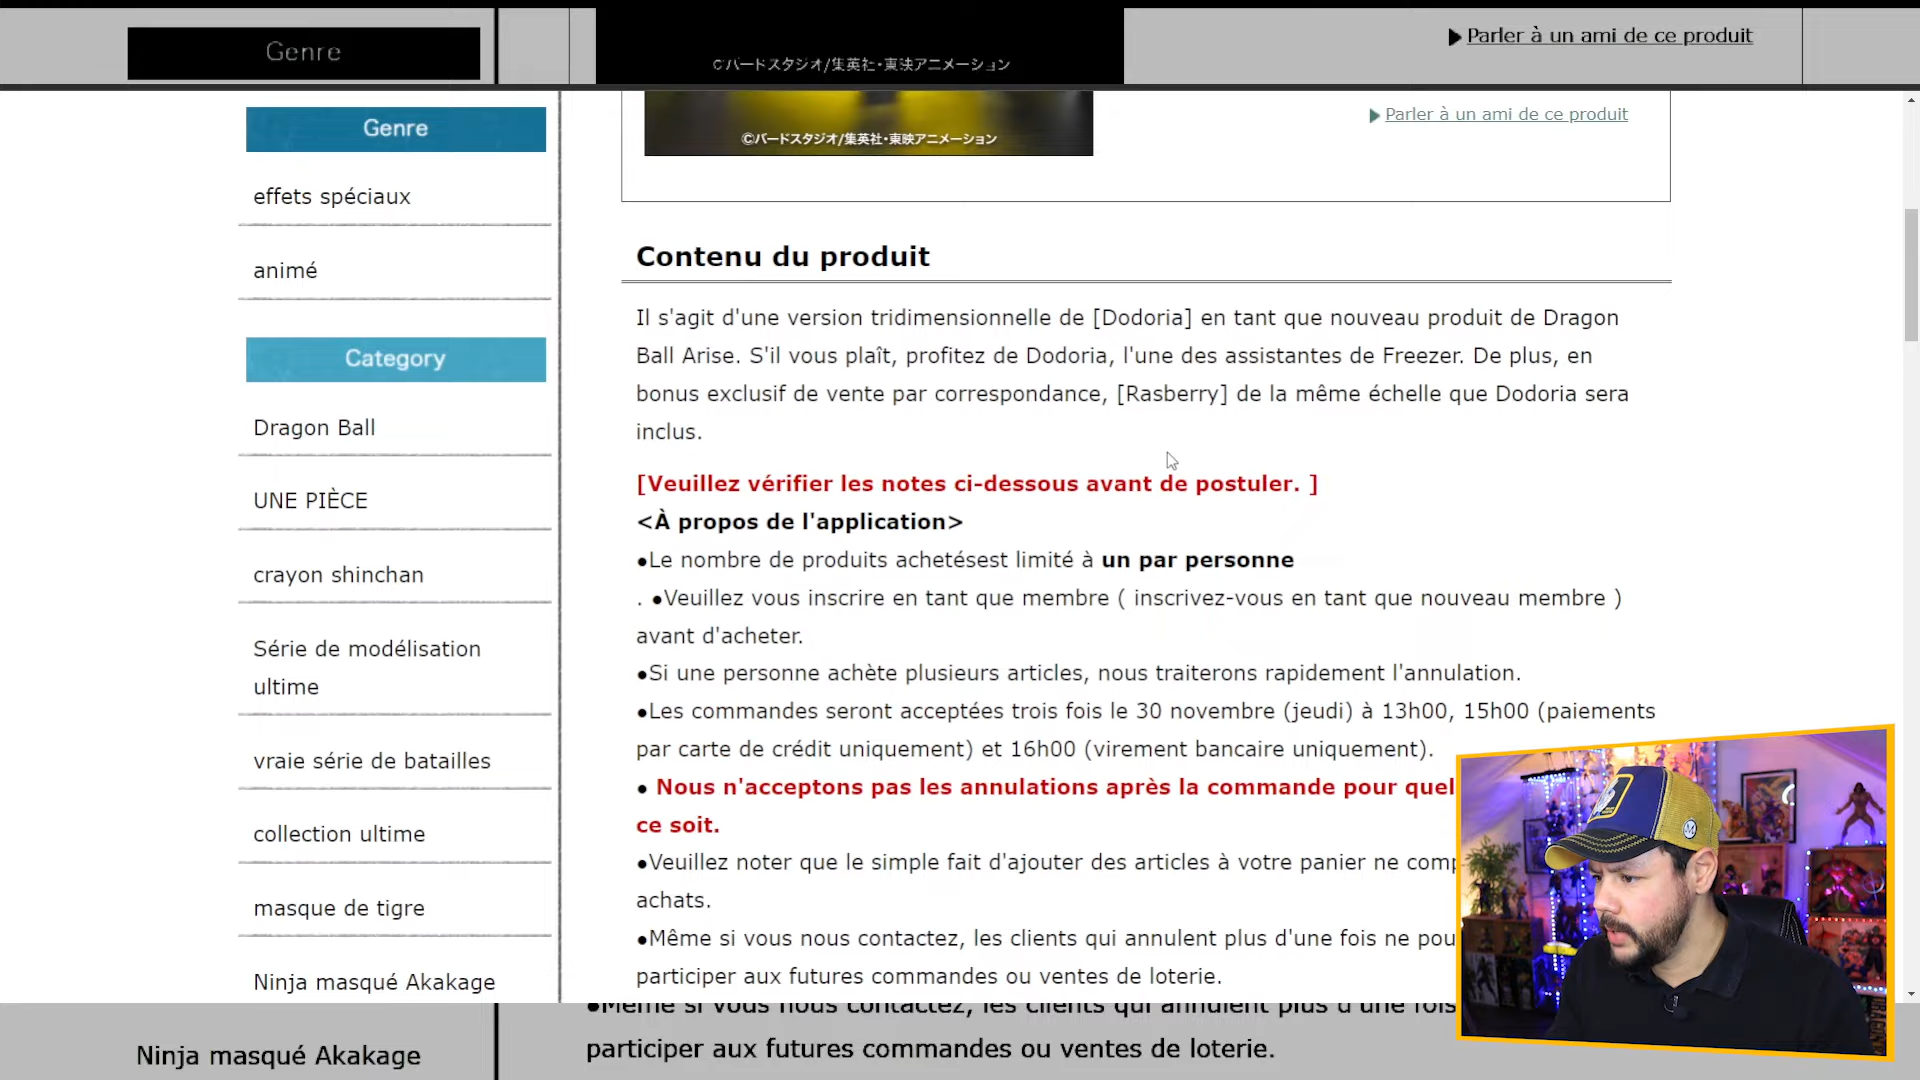 Genre
©バードスタジオ/集英社・東映アニメーション
Parler à un ami de ce produit
Genre
effets spéciaux
animé
Category
Dragon Ball
UNE PIÈCE
crayon shinchan
Série de modélisation
ultime
vraie série de batailles
collection ultime
masque de tigre
Ninja masqué Akakage
©バードスタジオ/集英社・東映アニメーション
Parler à un ami de ce produit
Contenu du produit
Il s'agit d'une version tridimensionnelle de [Dodoria] en tant que nouveau produit de Dragon
Ball Arise. S'il vous plaît, profitez de Dodoria, l'une des assistantes de Freezer. De plus, en
bonus exclusif de vente par correspondance, [Rasberry] de la même échelle que Dodoria sera
inclus.
[Veuillez vérifier les notes ci-dessous avant de postuler. ]
<À propos de l'application>
●Le nombre de produits achetésest limité à un par personne
. ●Veuillez vous inscrire en tant que membre ( inscrivez-vous en tant que nouveau membre )
avant d'acheter.
●Si une personne achète plusieurs articles, nous traiterons rapidement l'annulation.
●Les commandes seront acceptées trois fois le 30 novembre (jeudi) à 13h00, 15h00 (paiements
par carte de crédit uniquement) et 16h00 (virement bancaire uniquement).
● Nous n'acceptons pas les annulations après la commande pour quel
ce soit.
●Veuillez noter que le simple fait d'ajouter des articles à votre panier ne comp
achats.
●Même si vous nous contactez, les clients qui annulent plus d'une fois ne pou
participer aux futures commandes ou ventes de loterie.
●Même si vous nous contactez, les clients qui annulent plus d'une fois
Ninja masqué Akakage
participer aux futures commandes ou ventes de loterie.